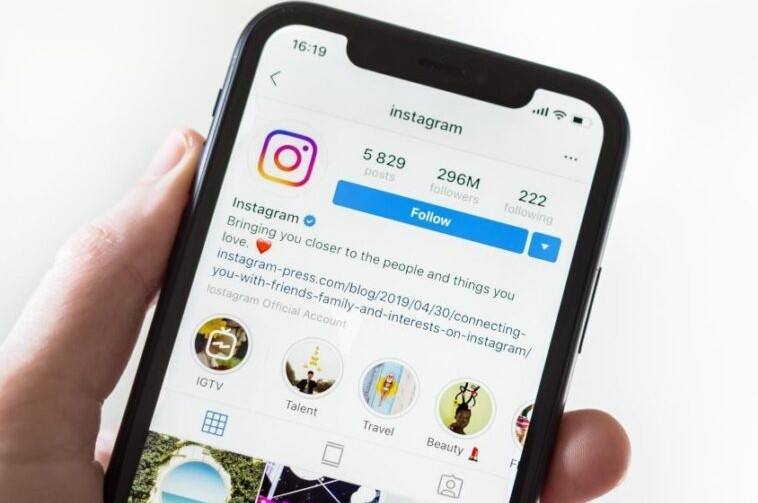 16:19
instagram
5 829 296M 222
posts followers following
Follow
Instagram
Bringing you closer to the people and things you
love. ❤️
instagram-press.com/blog/2019/04/30/connecting-
you-with-friends-family-and-interests-on-instagram/
Iostagram Official Account
IGTV Talent Travel Beauty 💄 F